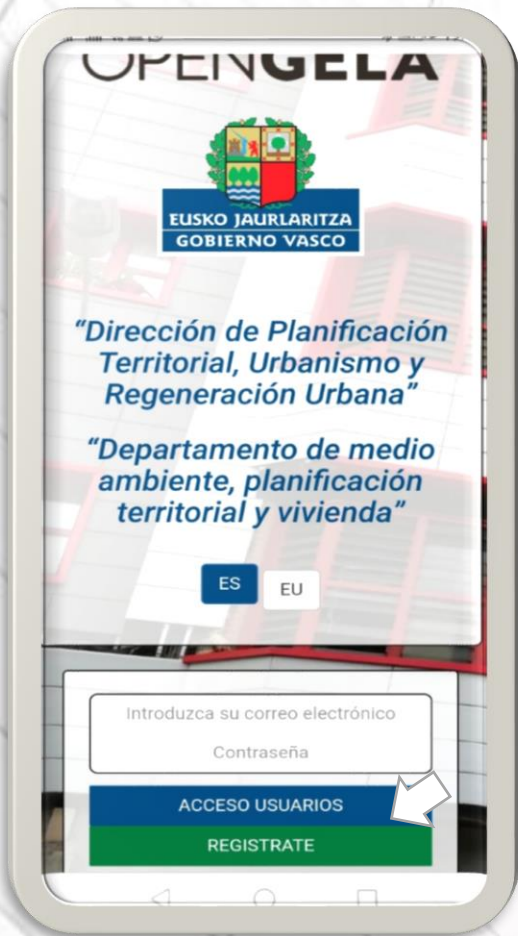 OPENGELA
EUSKO JAURLARITZA
GOBIERNO VASCO
“Dirección de Planificación
Territorial, Urbanismo y
Regeneración Urbana”
“Departamento de medio
ambiente, planificación
territorial y vivienda”
ES EU
Introduzca su correo electrónico
Contraseña
ACCESO USUARIOS
REGISTRATE